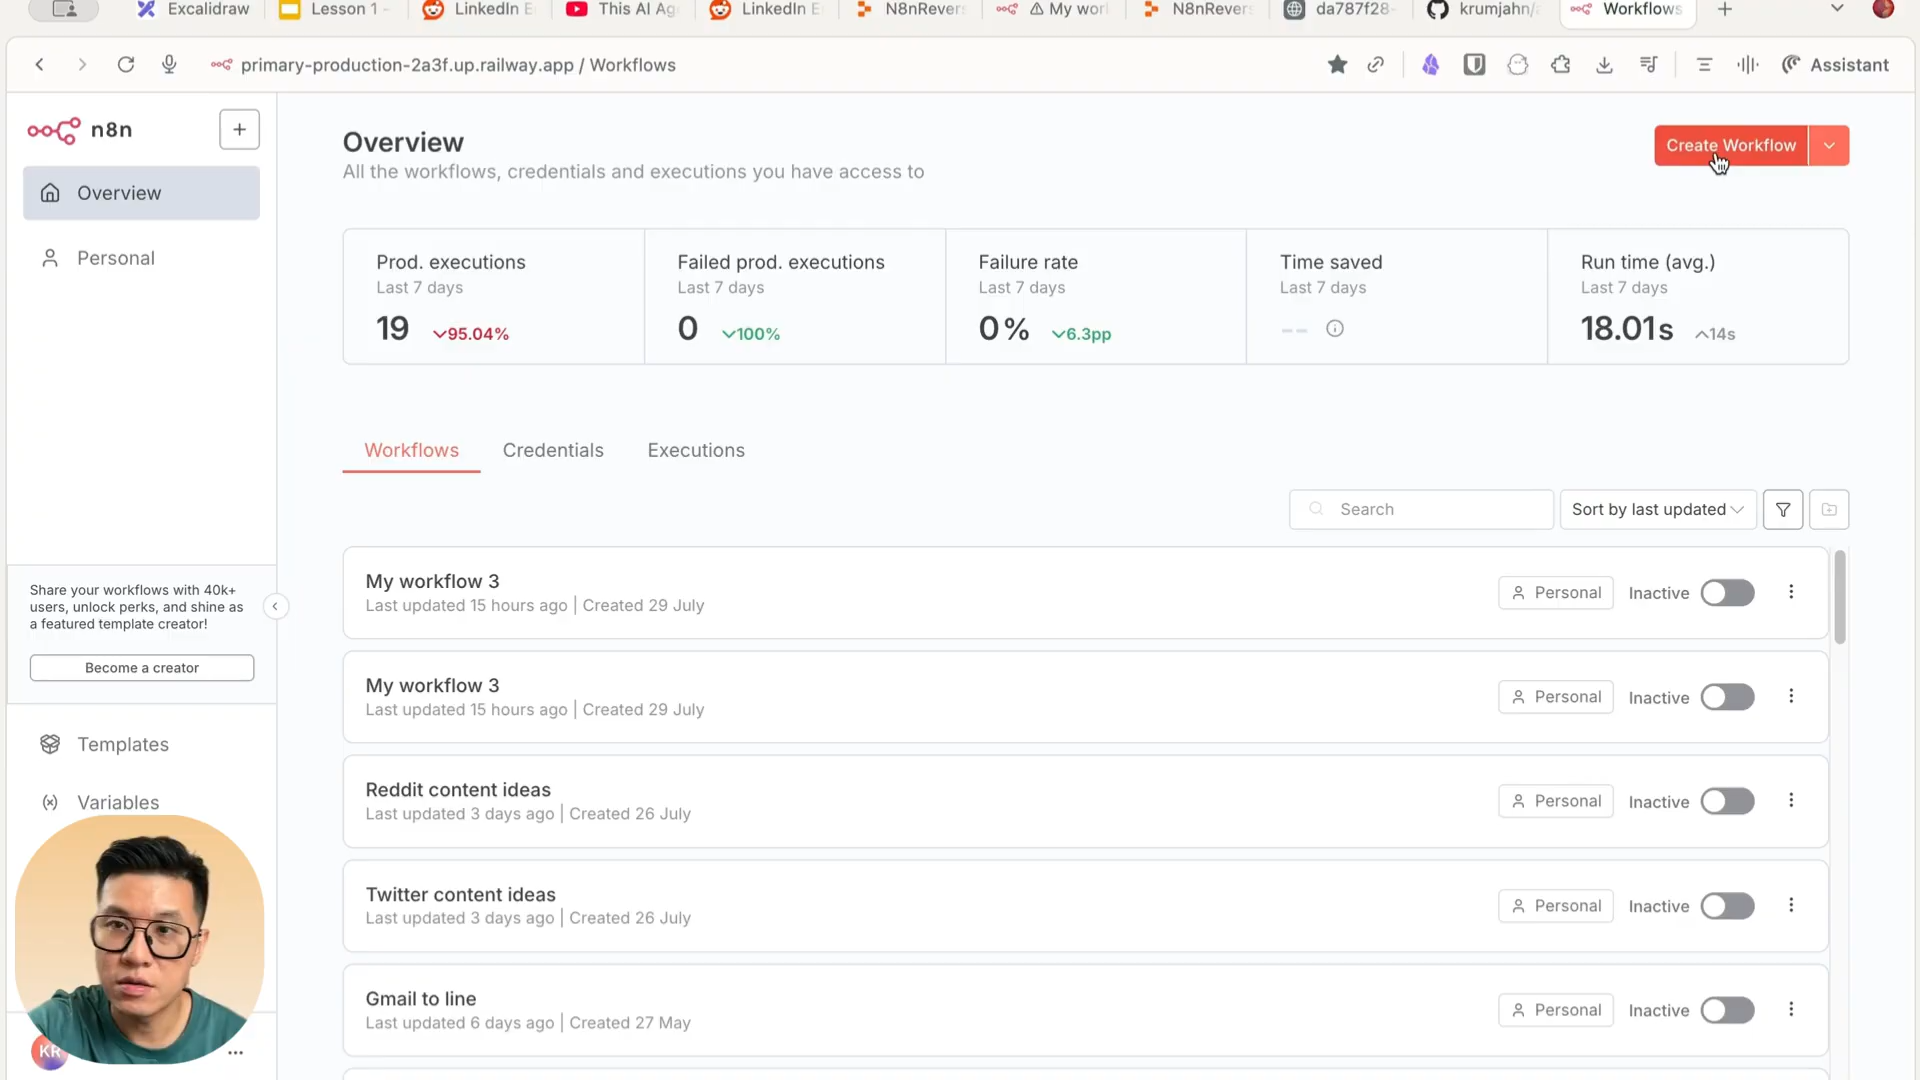 Excalidraw
Lesson 1 -
LinkedIn E
This AI Ag
LinkedIn E
N8nRevers
My work
N8nRevers
da787f28-
krumjahn/a
Workflows
primary-production-2a3f.up.railway.app / Workflows
Assistant
n8n
Overview
Personal
Share your workflows with 40k+
users, unlock perks, and shine as
a featured template creator!
Become a creator
Templates
Variables
KR
Overview
All the workflows, credentials and executions you have access to
Create Workflow
Prod. executions
Last 7 days
19 95.04%
Failed prod. executions
Last 7 days
0 100%
Failure rate
Last 7 days
0% 6.3pp
Time saved
Last 7 days
--
Run time (avg.)
Last 7 days
18.01s 14s
Workflows Credentials Executions
Search
Sort by last updated
My workflow 3
Last updated 15 hours ago | Created 29 July
Personal Inactive
My workflow 3
Last updated 15 hours ago | Created 29 July
Personal Inactive
Reddit content ideas
Last updated 3 days ago | Created 26 July
Personal Inactive
Twitter content ideas
Last updated 3 days ago | Created 26 July
Personal Inactive
Gmail to line
Last updated 6 days ago | Created 27 May
Personal Inactive